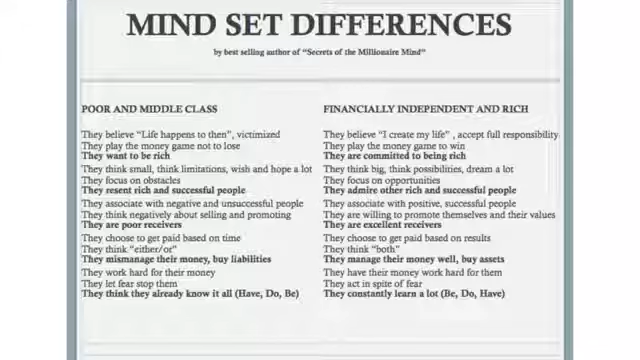 MIND SET DIFFERENCES
by best selling author of "Secrets of the Millionaire Mind"
POOR AND MIDDLE CLASS
They believe "Life happens to then", victimized
They play the money game not to lose
They want to be rich
They think small, think limitations, wish and hope a lot
They focus on obstacles
They resent rich and successful people
They associate with negative and unsuccessful people
They think negatively about selling and promoting
They are poor receivers
They choose to get paid based on time
They think "either/or"
They mismanage their money, buy liabilities
They work hard for their money
They let fear stop them
They think they already know it all (Have, Do, Be)
FINANCIALLY INDEPENDENT AND RICH
They believe "I create my life" , accept full responsibility
They play the money game to win
They are committed to being rich
They think big, think possibilities, dream a lot
They focus on opportunities
They admire other rich and successful people
They associate with positive, successful people
They are willing to promote themselves and their values
They are excellent receivers
They choose to get paid based on results
They think "both"
They manage their money well, buy assets
They have their money work hard for them
They act in spite of fear
They constantly learn a lot (Be, Do, Have)